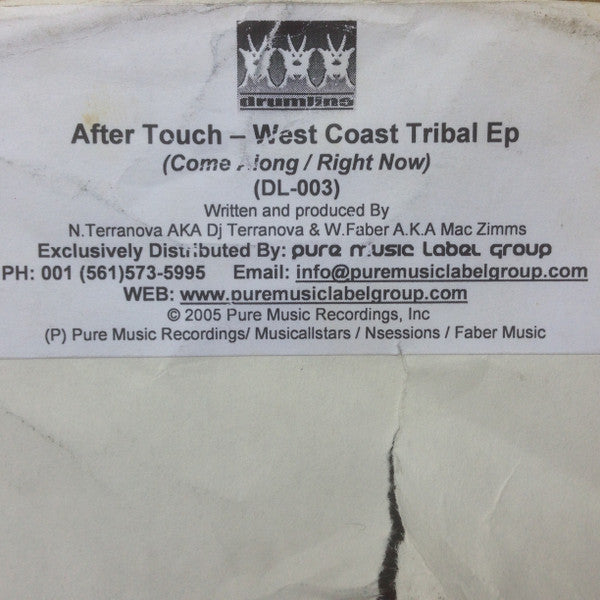 drumline
After Touch – West Coast Tribal Ep
(Come Along / Right Now)
(DL-003)
Written and produced By
N.Terranova AKA Dj Terranova & W.Faber A.K.A Mac Zimms
Exclusively Distributed By: pure music label group
PH: 001 (561)573-5995 Email: info@puremusiclabelgroup.com
WEB: www.puremusiclabelgroup.com
© 2005 Pure Music Recordings, Inc
(P) Pure Music Recordings/ Musicallstars / Nsessions / Faber Music